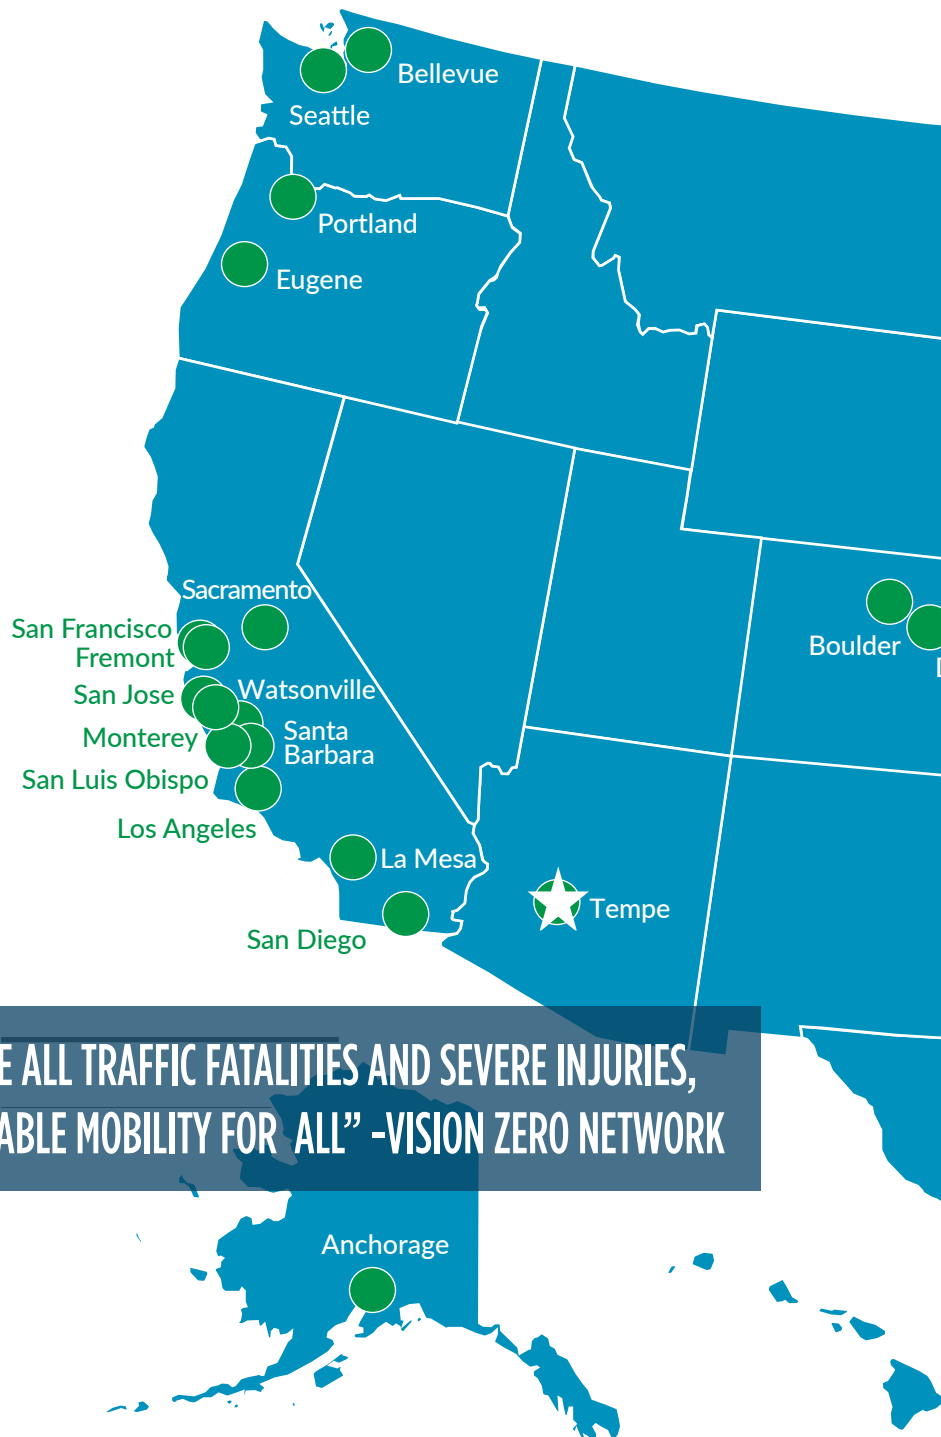 Bellevue
Seattle
Portland
Eugene
Sacramento
San Francisco
Fremont
San Jose
Watsonville
Monterey
Santa
Barbara
San Luis Obispo
Los Angeles
La Mesa
San Diego
Tempe
Boulder
E ALL TRAFFIC FATALITIES AND SEVERE INJURIES,
ABLE MOBILITY FOR ALL” -VISION ZERO NETWORK
Anchorage